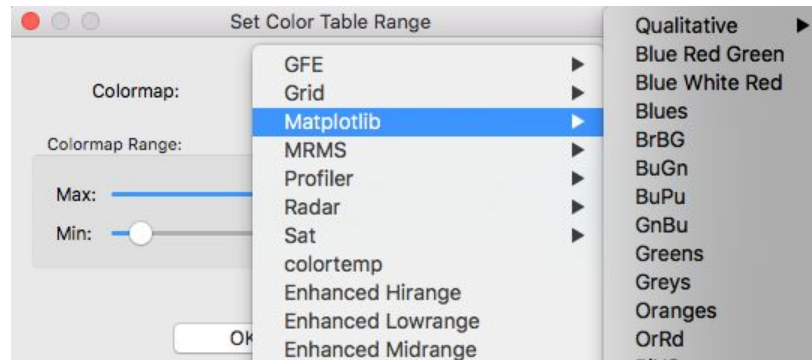 Set Color Table Range
Colormap:
Colormap Range:
Max:
Min:
GFE
Grid
Matplotlib
MRMS
Profiler
Radar
Sat
colortemp
Enhanced Hirange
Enhanced Lowrange
Enhanced Midrange
Qualitative
Blue Red Green
Blue White Red
Blues
BrBG
BuGn
BuPu
GnBu
Greens
Greys
Oranges
OrRd